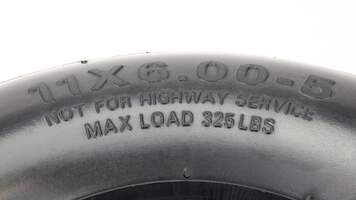 11X6.00-5
NOT FOR HIGHWAY SERVICE
MAX LOAD 325 LBS